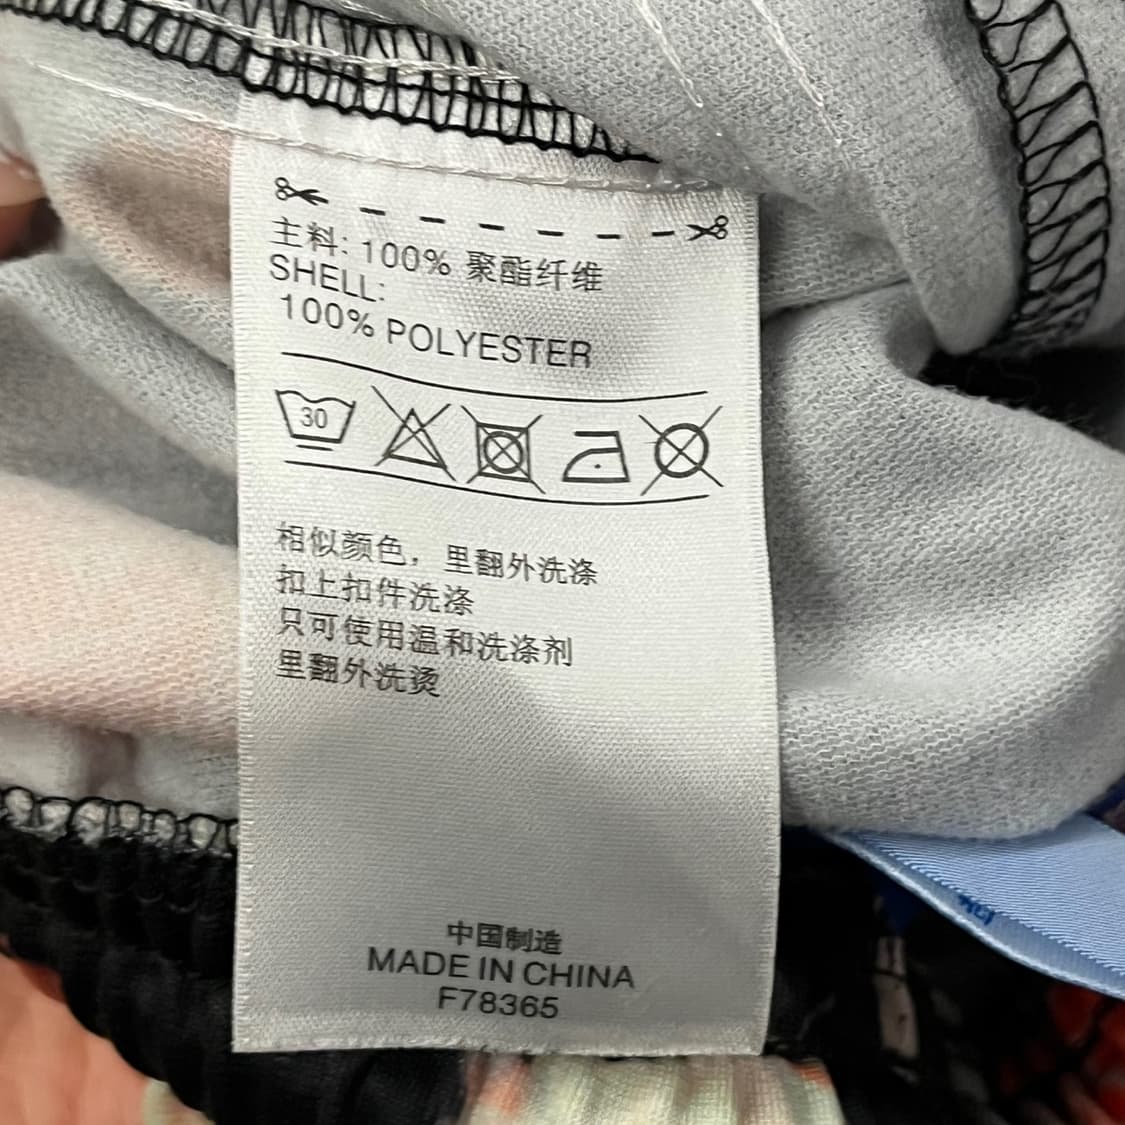 主料: 100% 聚酯纤维
SHELL:
100% POLYESTER
30
相似颜色，里翻外洗涤
扣上扣件洗涤
只可使用温和洗涤剂
里翻外洗烫
中国制造
MADE IN CHINA
F78365